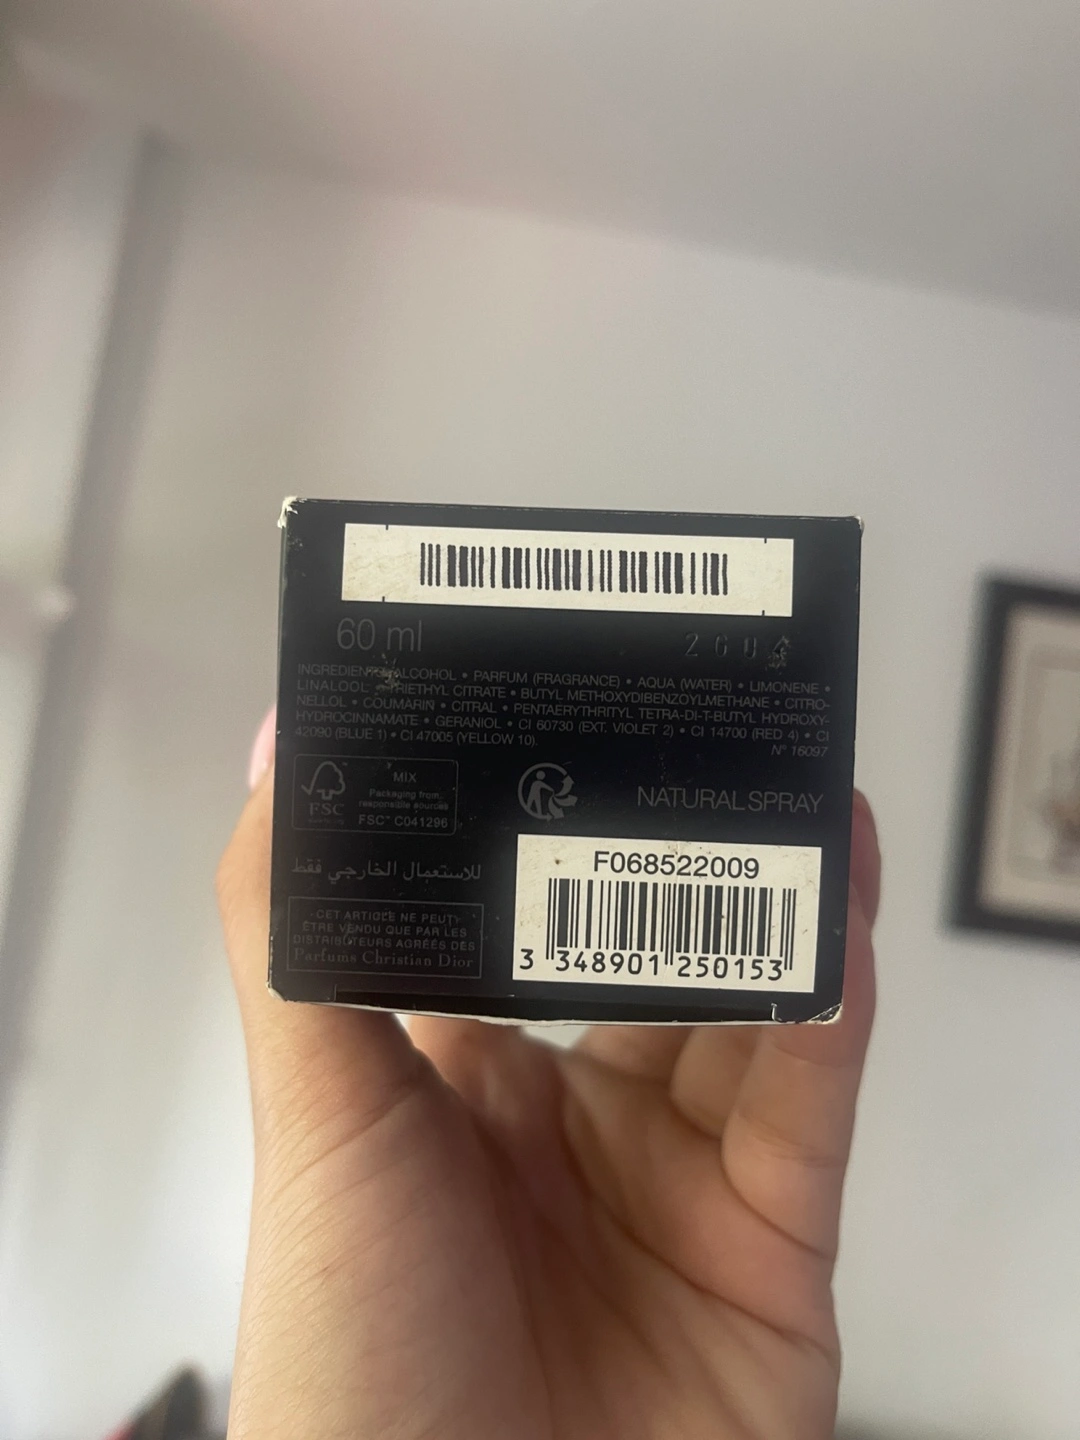 60 ml
INGREDIENTS: ALCOHOL • PARFUM (FRAGRANCE) • AQUA (WATER) • LIMONENE •
LINALOOL • TRIETHYL CITRATE • BUTYL METHOXYDIBENZOYLMETHANE • CITRO-
NELLOL • COUMARIN • CITRAL • PENTAERYTHRITYL TETRA-DI-T-BUTYL HYDROXY-
HYDROCINNAMATE • GERANIOL • CI 60730 (EXT. VIOLET 2) • CI 14700 (RED 4) • CI
42090 (BLUE 1) • CI 47005 (YELLOW 10).
N° 16097
FSC
MIX
Packaging from
responsible sources
FSC™ C041296
NATURAL SPRAY
للاستعمال الخارجي فقط
CET ARTICLE NE PEUT
ÊTRE VENDU QUE PAR LES
DISTRIBUTEURS AGRÉÉS DES
Parfums Christian Dior
F068522009
3 348901 250153